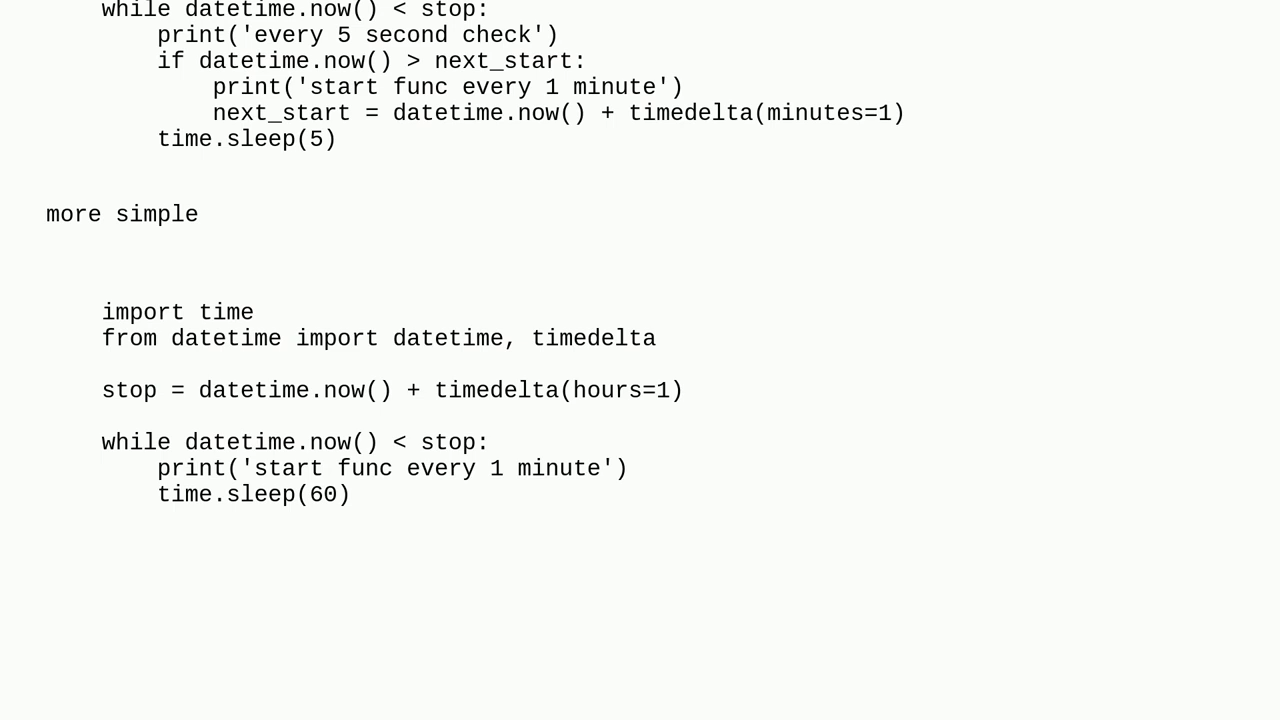 while datetime.now() < stop:
print('every 5 second check')
if datetime.now() > next_start:
print('start func every 1 minute')
next_start = datetime.now() + timedelta(minutes=1)
time.sleep(5)
more simple
import time
from datetime import datetime, timedelta
stop = datetime.now() + timedelta(hours=1)
while datetime.now() < stop:
print('start func every 1 minute')
time.sleep(60)